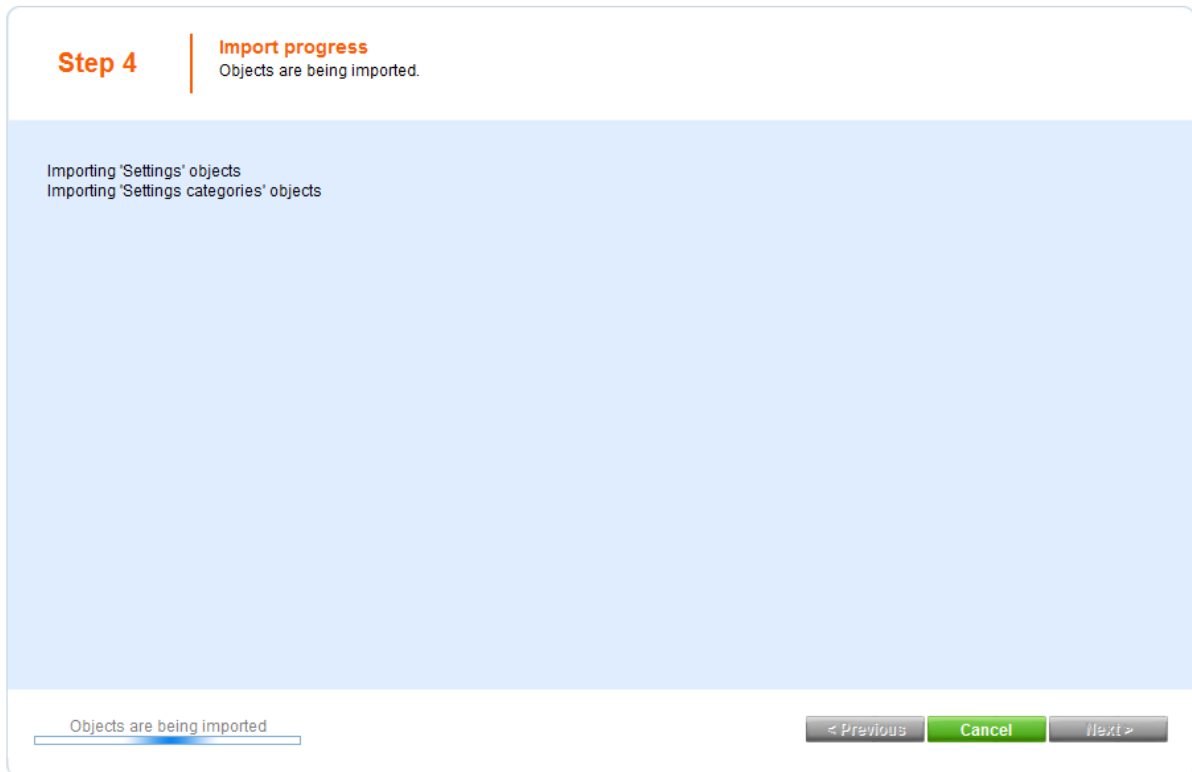 Step 4
Import progress
Objects are being imported.
Importing 'Settings' objects
Importing 'Settings categories' objects
Objects are being imported
< Previous
Cancel
Next >